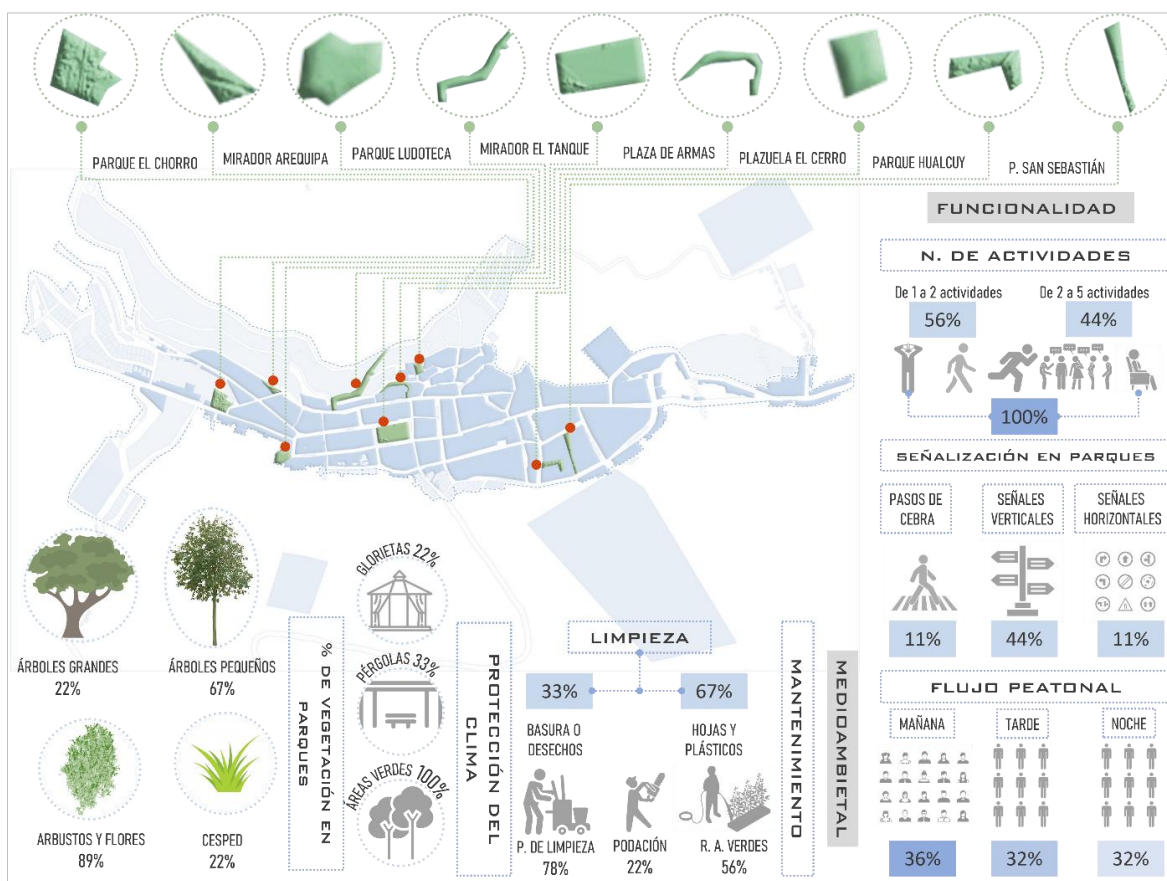 PARQUE EL CHORRO
MIRADOR AREQUIPA
PARQUE LUDOTECA
MIRADOR EL TANQUE
PLAZA DE ARMAS
PLAZUELA EL CERRO
PARQUE HUALCUY
P. SAN SEBASTIÁN
FUNCIONALIDAD
N. DE ACTIVIDADES
De 1 a 2 actividades
De 2 a 5 actividades
56%
44%
100%
SEÑALIZACIÓN EN PARQUES
PASOS DE
CEBRA
SEÑALES
VERTICALES
SEÑALES
HORIZONTALES
11%
44%
11%
FLUJO PEATONAL
MAÑANA
TARDE
NOCHE
36%
32%
32%
ÁRBOLES GRANDES
22%
ÁRBOLES PEQUEÑOS
67%
ARBUSTOS Y FLORES
89%
CESPED
22%
% DE VEGETACIÓN EN
PARQUES
GLORIETAS 22%
PÉRGOLAS 33%
ÁREAS VERDES 100%
PROTECCIÓN DEL
CLIMA
LIMPIEZA
33%
67%
BASURA O
DESECHOS
HOJAS Y
PLÁSTICOS
P. DE LIMPIEZA
78%
PODACIÓN
22%
R. A. VERDES
56%
MANTENIMIENTO
MEDIOAMBIETAL